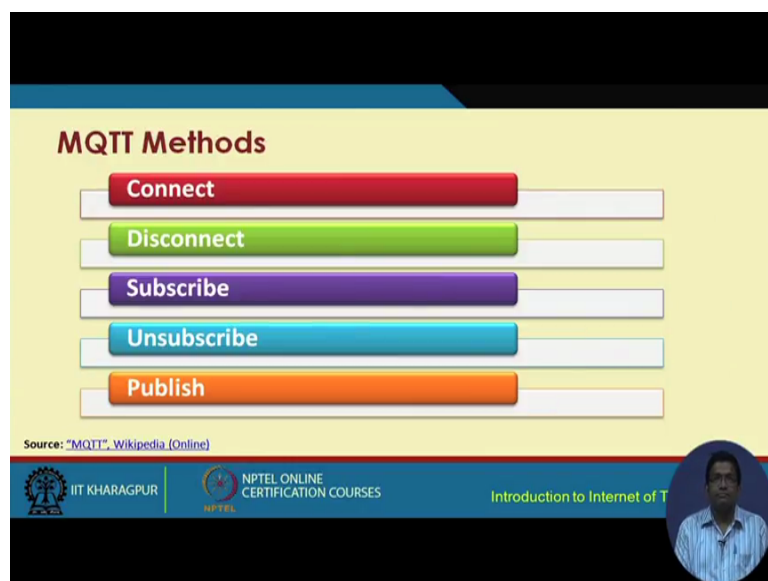 MQTT Methods
Connect
Disconnect
Subscribe
Unsubscribe
Publish
Source: "MQTT", Wikipedia (Online)
IIT KHARAGPUR
NPTEL
NPTEL ONLINE
CERTIFICATION COURSES
Introduction to Internet of T